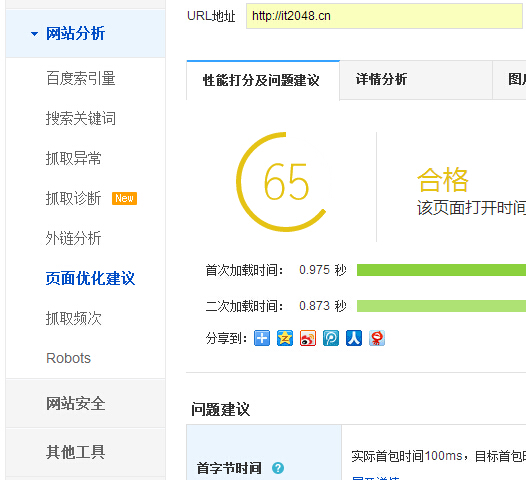 网站分析
百度索引量
搜索关键词
抓取异常
抓取诊断 New
外链分析
页面优化建议
抓取频次
Robots
网站安全
其他工具
URL地址 http://it2048.cn
性能打分及问题建议 详情分析
65
合格
该页面打开时间
首次加载时间： 0.975 秒
二次加载时间： 0.873 秒
分享到：
问题建议
首字节时间 ?
实际首包时间100ms，目标首包时